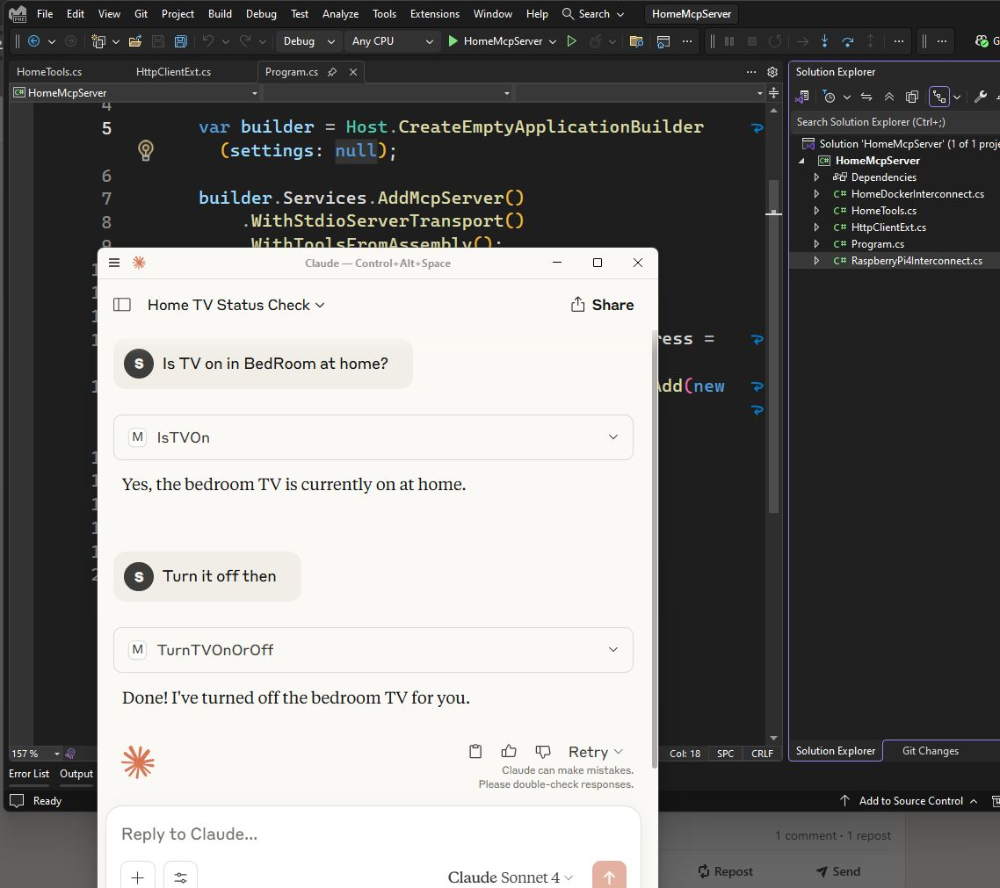 File Edit View Git Project Build Debug Test Analyze Tools Extensions Window Help Search HomeMcpServer
PRE
Debug Any CPU HomeMcpServer
HomeTools.cs HttpClientExt.cs Program.cs
HomeMcpServer
4
5 var builder = Host.CreateEmptyApplicationBuilder
(settings: null);
6
7 builder.Services.AddMcpServer()
8 .WithStdioServerTransport()
9 .WithToolsFromAssembly();
ress =
Add(new
Claude — Control+Alt+Space
Home TV Status Check
Share
S Is TV on in BedRoom at home?
M IsTVOn
Yes, the bedroom TV is currently on at home.
S Turn it off then
M TurnTVOnOrOff
Done! I've turned off the bedroom TV for you.
Retry
Claude can make mistakes.
Please double-check responses.
Reply to Claude...
Claude Sonnet 4
Solution Explorer
Search Solution Explorer (Ctrl+;)
Solution 'HomeMcpServer' (1 of 1 proje
C# HomeMcpServer
Dependencies
C# HomeDockerInterconnect.cs
C# HomeTools.cs
C# HttpClientExt.cs
C# Program.cs
C# RaspberryPi4Interconnect.cs
Solution Explorer Git Changes
157 % Col: 18 SPC CRLF
Error List Output
Ready Add to Source Control
1 comment · 1 repost
Repost Send